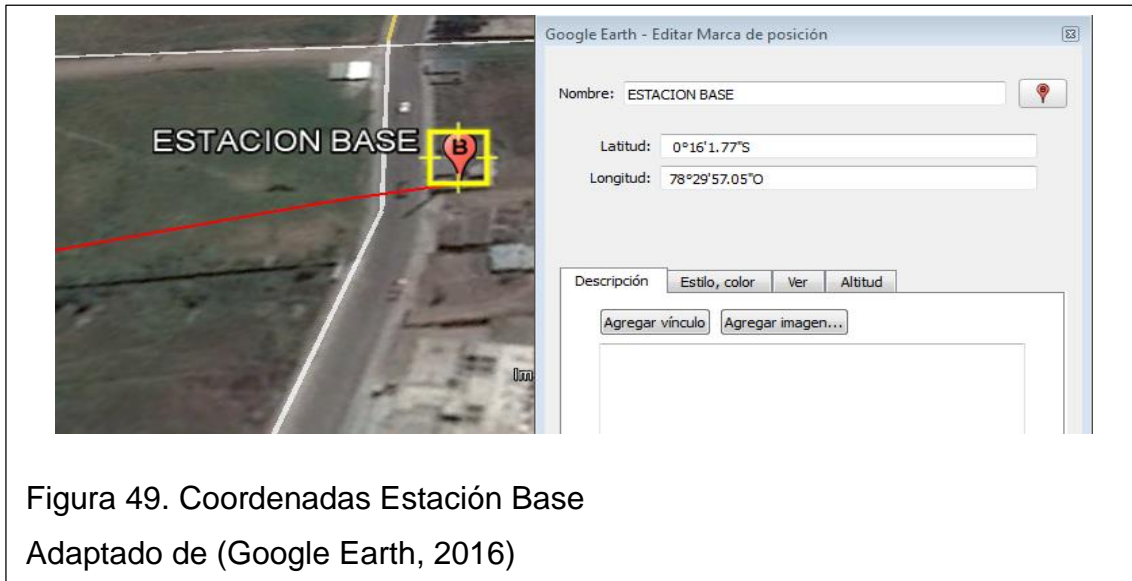 ESTACION BASE
B
Im
Google Earth - Editar Marca de posición
Nombre: ESTACION BASE
Latitud: 0°16'1.77"S
Longitud: 78°29'57.05"O
Descripción Estilo, color Ver Altitud
Agregar vínculo Agregar imagen...
Figura 49. Coordenadas Estación Base
Adaptado de (Google Earth, 2016)